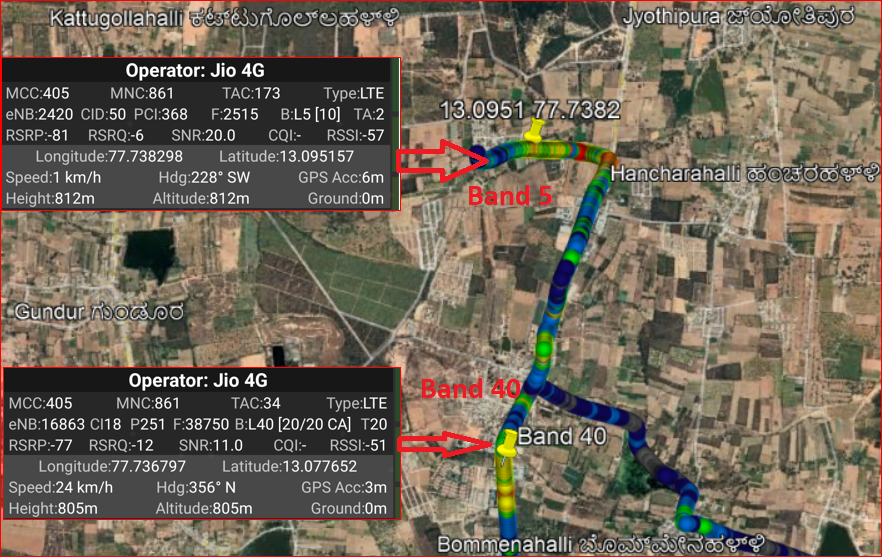 Kattugollahalli ಕಟ್ಟುಗೊಲ್ಲಹಳ್ಳಿ
Jyothipura ಜ್ಯೋತಿಪುರ
Operator: Jio 4G
MCC:405 MNC:861 TAC:173 Type:LTE
eNB:2420 CID:50 PCI:368 F:2515 B:L5 [10] TA:2
RSRP:-81 RSRQ:-6 SNR:20.0 CQI:- RSSI:-57
Longitude:77.738298 Latitude:13.095157
Speed:1 km/h Hdg:228° SW GPS Acc:6m
Height:812m Altitude:812m Ground:0m
13.0951 77.7382
Band 5
Hancharahalli ಹಂಚರಹಳ್ಳಿ
Gundur ಗುಂಡೂರ
Operator: Jio 4G
MCC:405 MNC:861 TAC:34 Type:LTE
eNB:16863 CI18 P251 F:38750 B:L40 [20/20 CA] T20
RSRP:-77 RSRQ:-12 SNR:11.0 CQI:- RSSI:-51
Longitude:77.736797 Latitude:13.077652
Speed:24 km/h Hdg:356° N GPS Acc:3m
Height:805m Altitude:805m Ground:0m
Band 40
Band 40
Bommenahalli ಬೊಮ್ಮೇನಹಳ್ಳಿ